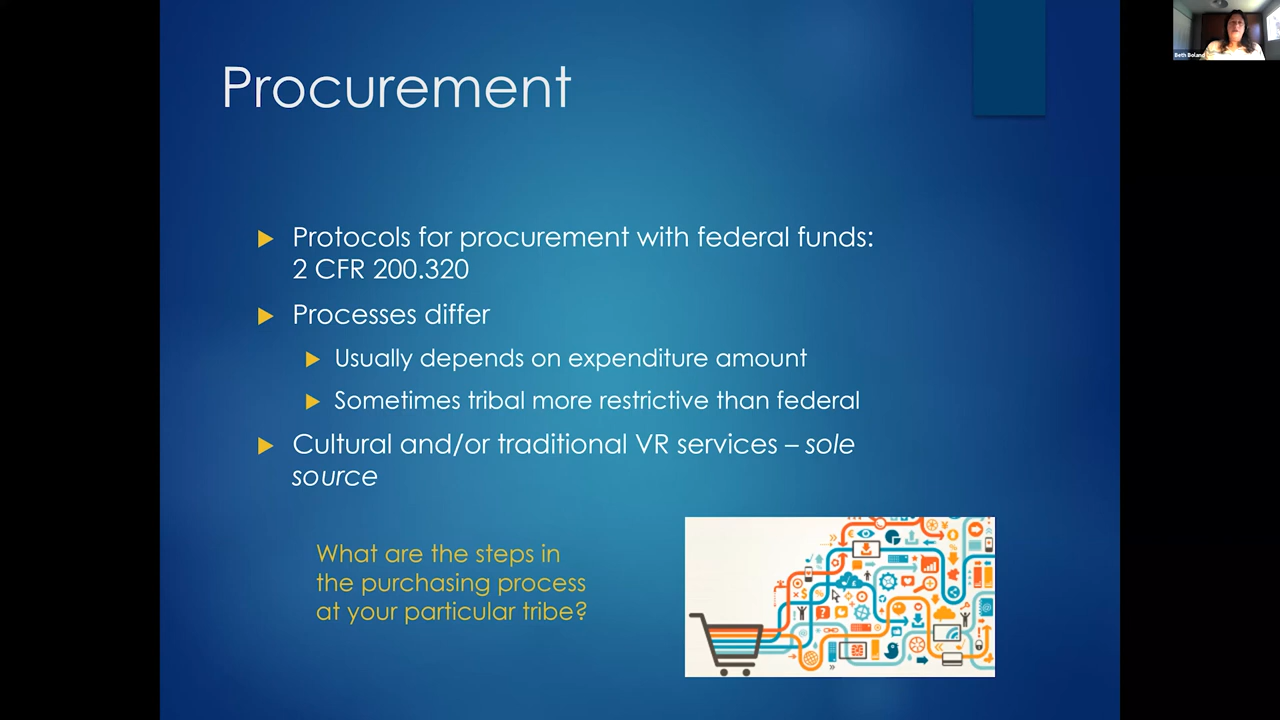 Procurement
Protocols for procurement with federal funds:
2 CFR 200.320
Processes differ
Usually depends on expenditure amount
Sometimes tribal more restrictive than federal
Cultural and/or traditional VR services – sole
source
What are the steps in
the purchasing process
at your particular tribe?
Beth Boland